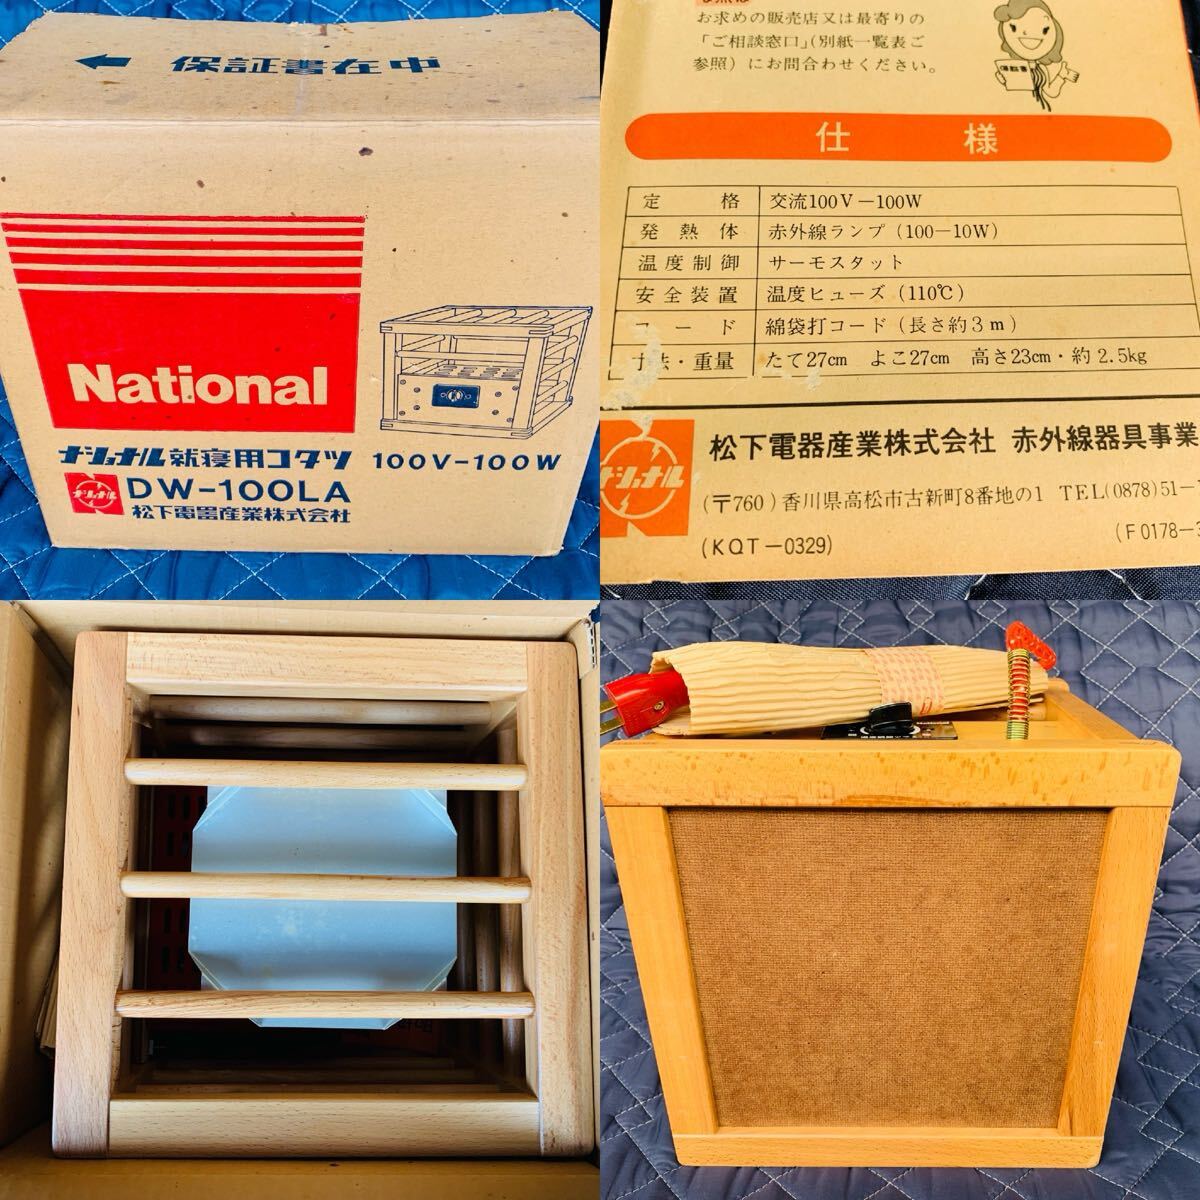 ← 保証書在中
National
ナショナル就寝用コタツ 100V-100W
ナショナル
DW-100LA
松下電器産業株式会社
お求めの販売店又は最寄りの
「ご相談窓口」(別紙一覧表ご
参照)にお問合わせください。
仕様
定格 交流100V-100W
発熱体 赤外線ランプ(100-10W)
温度制御 サーモスタット
安全装置 温度ヒューズ(110℃)
コード 綿袋打コード(長さ約3m)
寸法・重量 たて27cm よこ27cm 高さ23cm・約2.5kg
ナショナル
松下電器産業株式会社 赤外線器具事業
(〒760)香川県高松市古新町8番地の1 TEL(0878)51-
(KQT-0329)
(F0178-